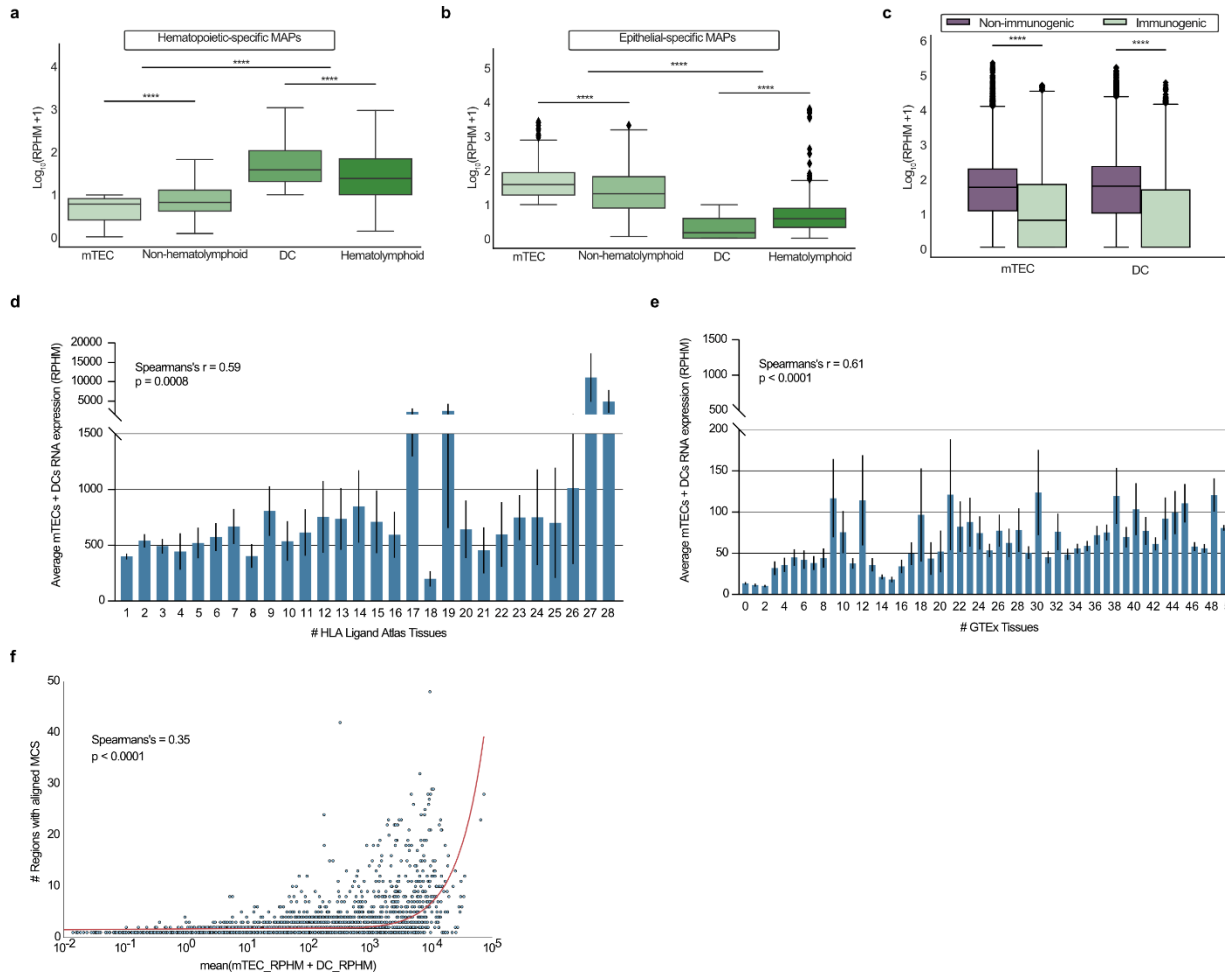 a
Hematopoietic-specific MAPs
****
****
****
Log10(RPHM +1)
4
3
2
1
0
mTEC
Non-hematolymphoid
DC
Hematolymphoid
b
Epithelial-specific MAPs
****
****
****
Log10(RPHM +1)
5
4
3
2
1
0
mTEC
Non-hematolymphoid
DC
Hematolymphoid
c
Non-immunogenic
Immunogenic
****
****
Log10(RPHM +1)
6
5
4
3
2
1
0
mTEC
DC
d
Spearmans's r = 0.59
p = 0.0008
Average mTECs + DCs RNA expression (RPHM)
20000
15000
10000
5000
1500
1000
500
0
1 2 3 4 5 6 7 8 9 10 11 12 13 14 15 16 17 18 19 20 21 22 23 24 25 26 27 28
# HLA Ligand Atlas Tissues
e
Spearmans's r = 0.61
p < 0.0001
Average mTECs + DCs RNA expression (RPHM)
1500
1000
500
200
150
100
50
0
0 2 4 6 8 10 12 14 16 18 20 22 24 26 28 30 32 34 36 38 40 42 44 46 48
# GTEx Tissues
f
Spearmans's = 0.35
p < 0.0001
# Regions with aligned MCS
50
40
30
20
10
0
10-2 10-1 100 101 102 103 104 105
mean(mTEC_RPHM + DC_RPHM)